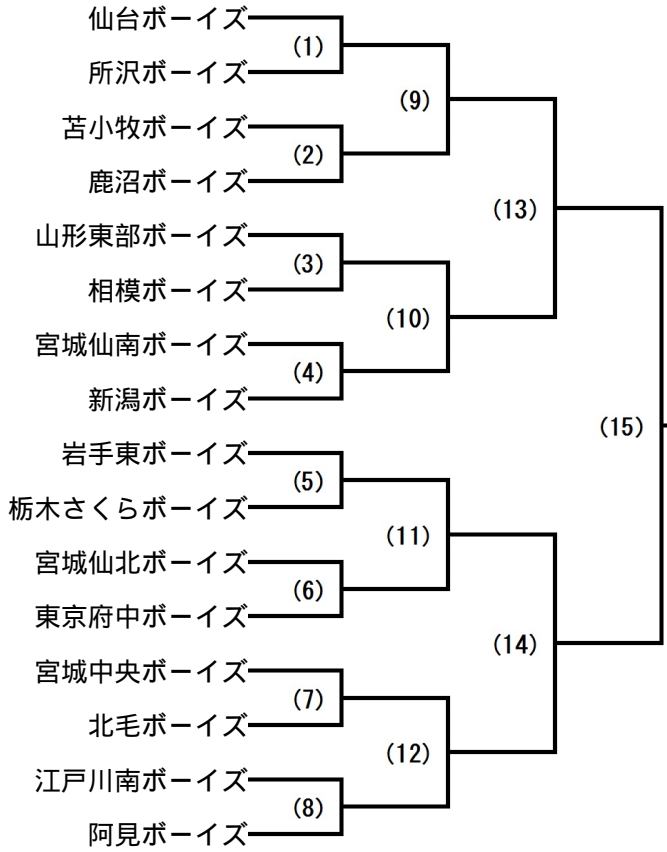 仙台ボーイズ
(1)
所沢ボーイズ
(9)
苫小牧ボーイズ
(2)
鹿沼ボーイズ
(13)
山形東部ボーイズ
(3)
相模ボーイズ
(10)
宮城仙南ボーイズ
(4)
新潟ボーイズ
(15)
岩手東ボーイズ
(5)
栃木さくらボーイズ
(11)
宮城仙北ボーイズ
(6)
東京府中ボーイズ
(14)
宮城中央ボーイズ
(7)
北毛ボーイズ
(12)
江戸川南ボーイズ
(8)
阿見ボーイズ